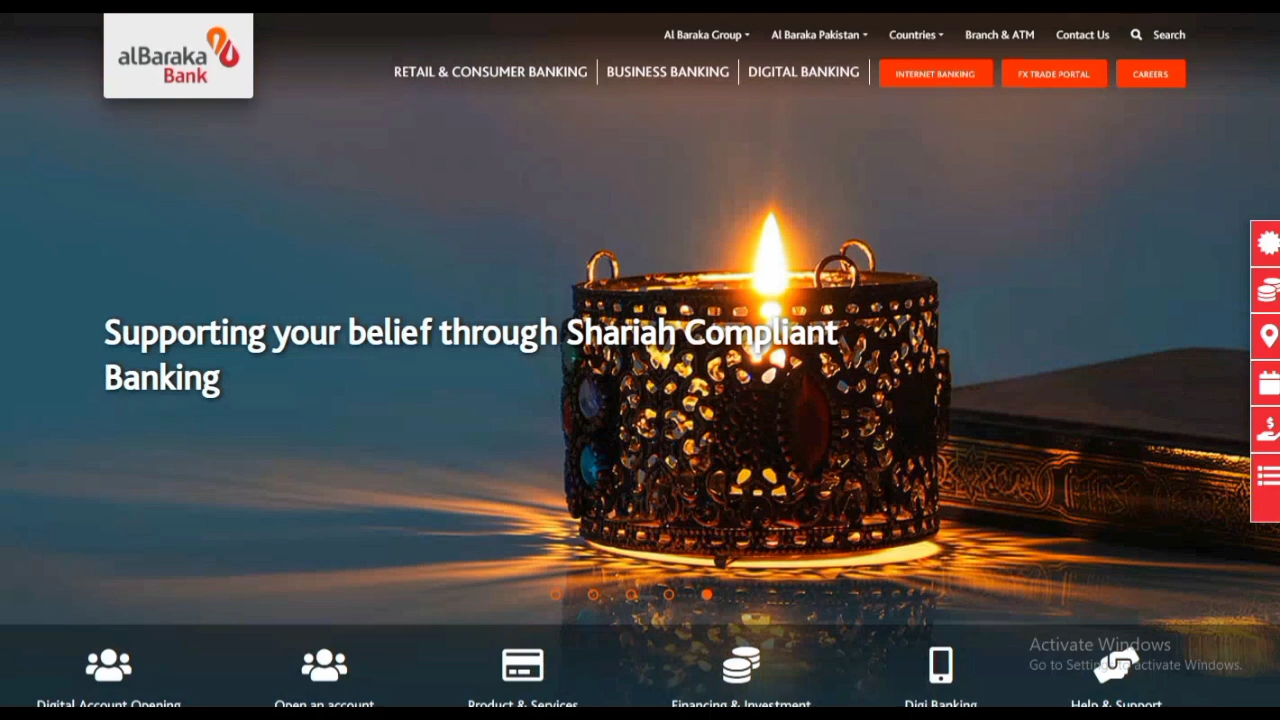 alBaraka
Bank
Al Baraka Group
Al Baraka Pakistan
Countries
Branch & ATM
Contact Us
Search
RETAIL & CONSUMER BANKING
BUSINESS BANKING
DIGITAL BANKING
INTERNET BANKING
FX TRADE PORTAL
CAREERS
Supporting your belief through Shariah Compliant
Banking
Activate Windows
Go to Settings to activate Windows.
Digital Account Opening
Open an account
Product & Services
Financing & Investment
Digi Banking
Help & Support